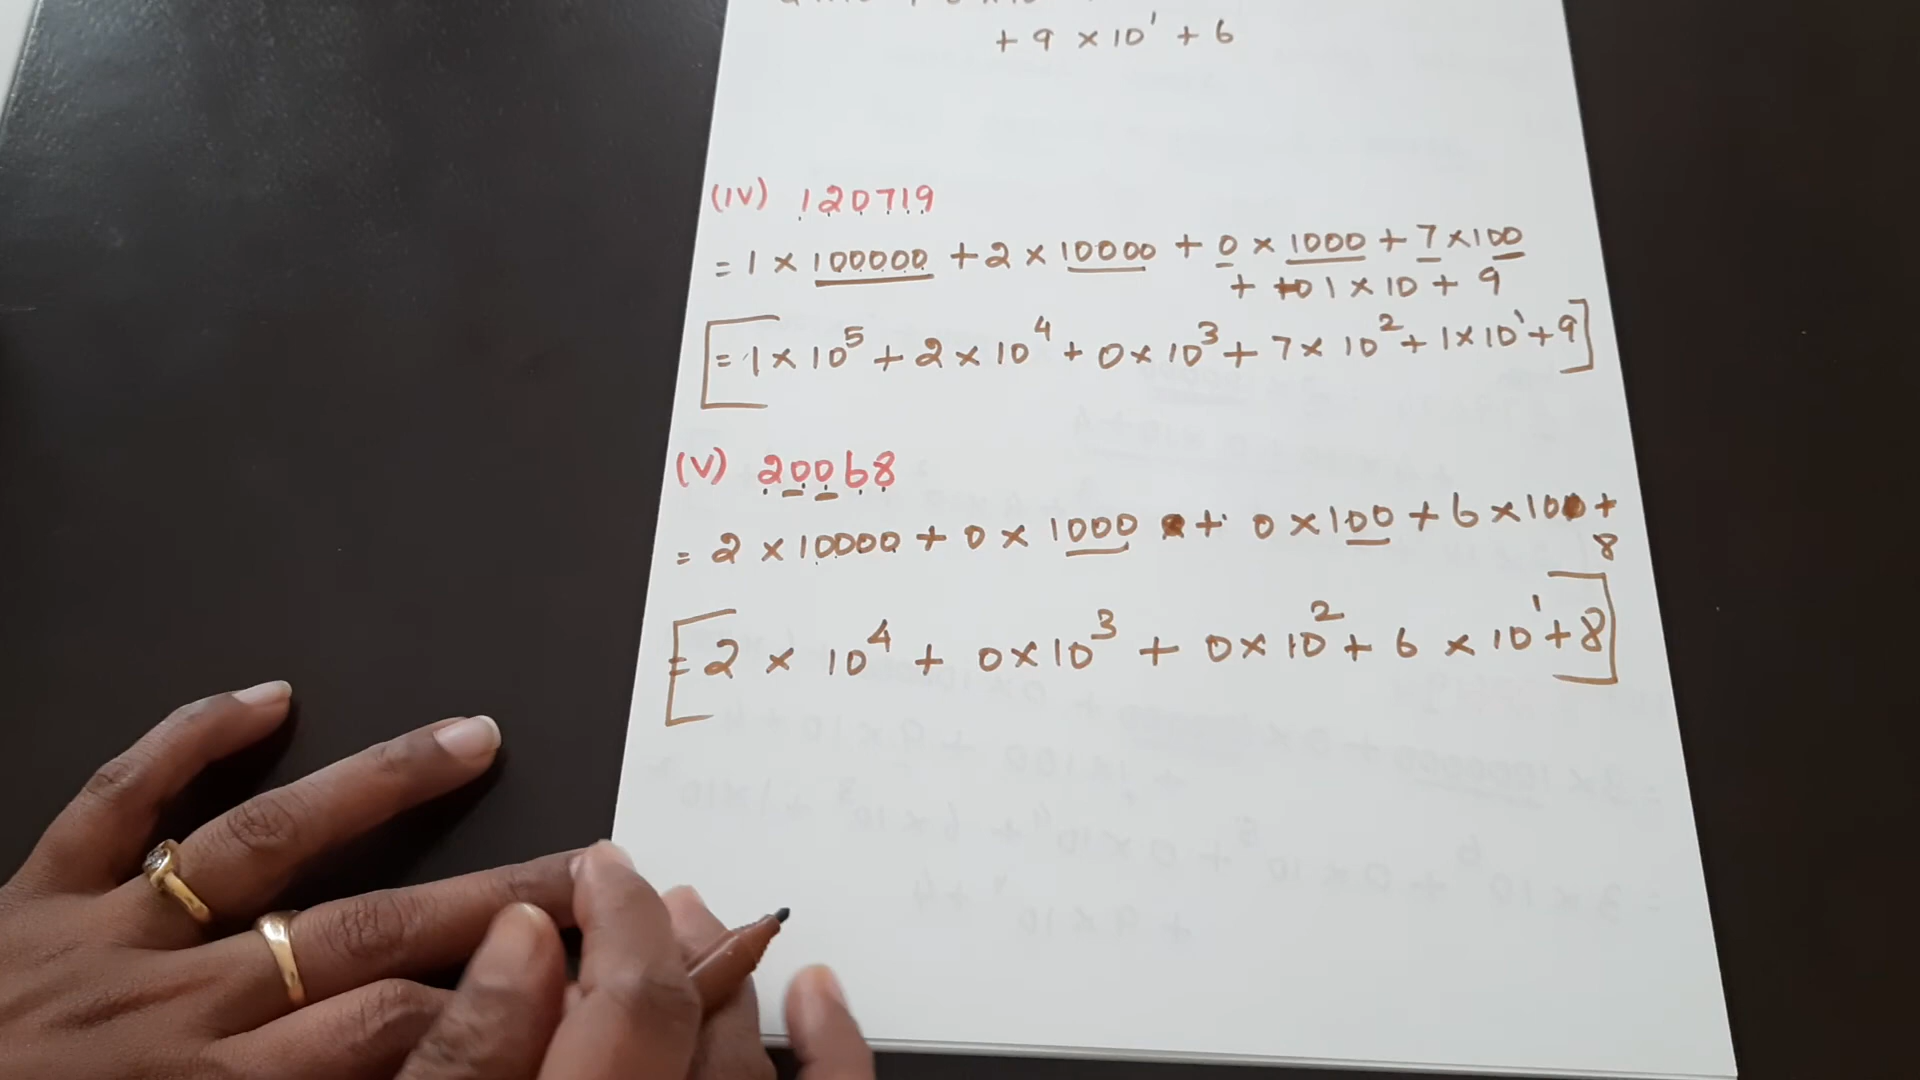 + 9 × 10¹ + 6
(IV) 120719
= 1 × 100000 + 2 × 10000 + 0 × 1000 + 7 × 100
+ 1 × 10 + 9
= 1 × 10⁵ + 2 × 10⁴ + 0 × 10³ + 7 × 10² + 1 × 10¹ + 9
(V) 20068
= 2 × 10000 + 0 × 1000 + 0 × 100 + 6 × 10 +
8
= 2 × 10⁴ + 0 × 10³ + 0 × 10² + 6 × 10¹ + 8